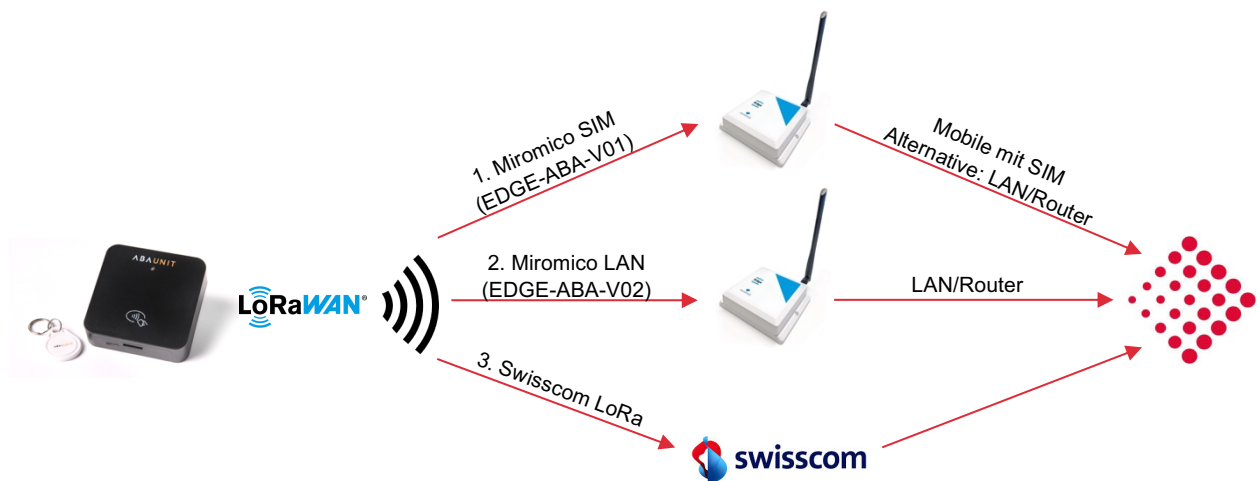 ABAUNIT
LoRaWAN®
1. Miromico SIM
(EDGE-ABA-V01)
Mobile mit SIM
Alternative: LAN/Router
2. Miromico LAN
(EDGE-ABA-V02)
LAN/Router
3. Swisscom LoRa
swisscom